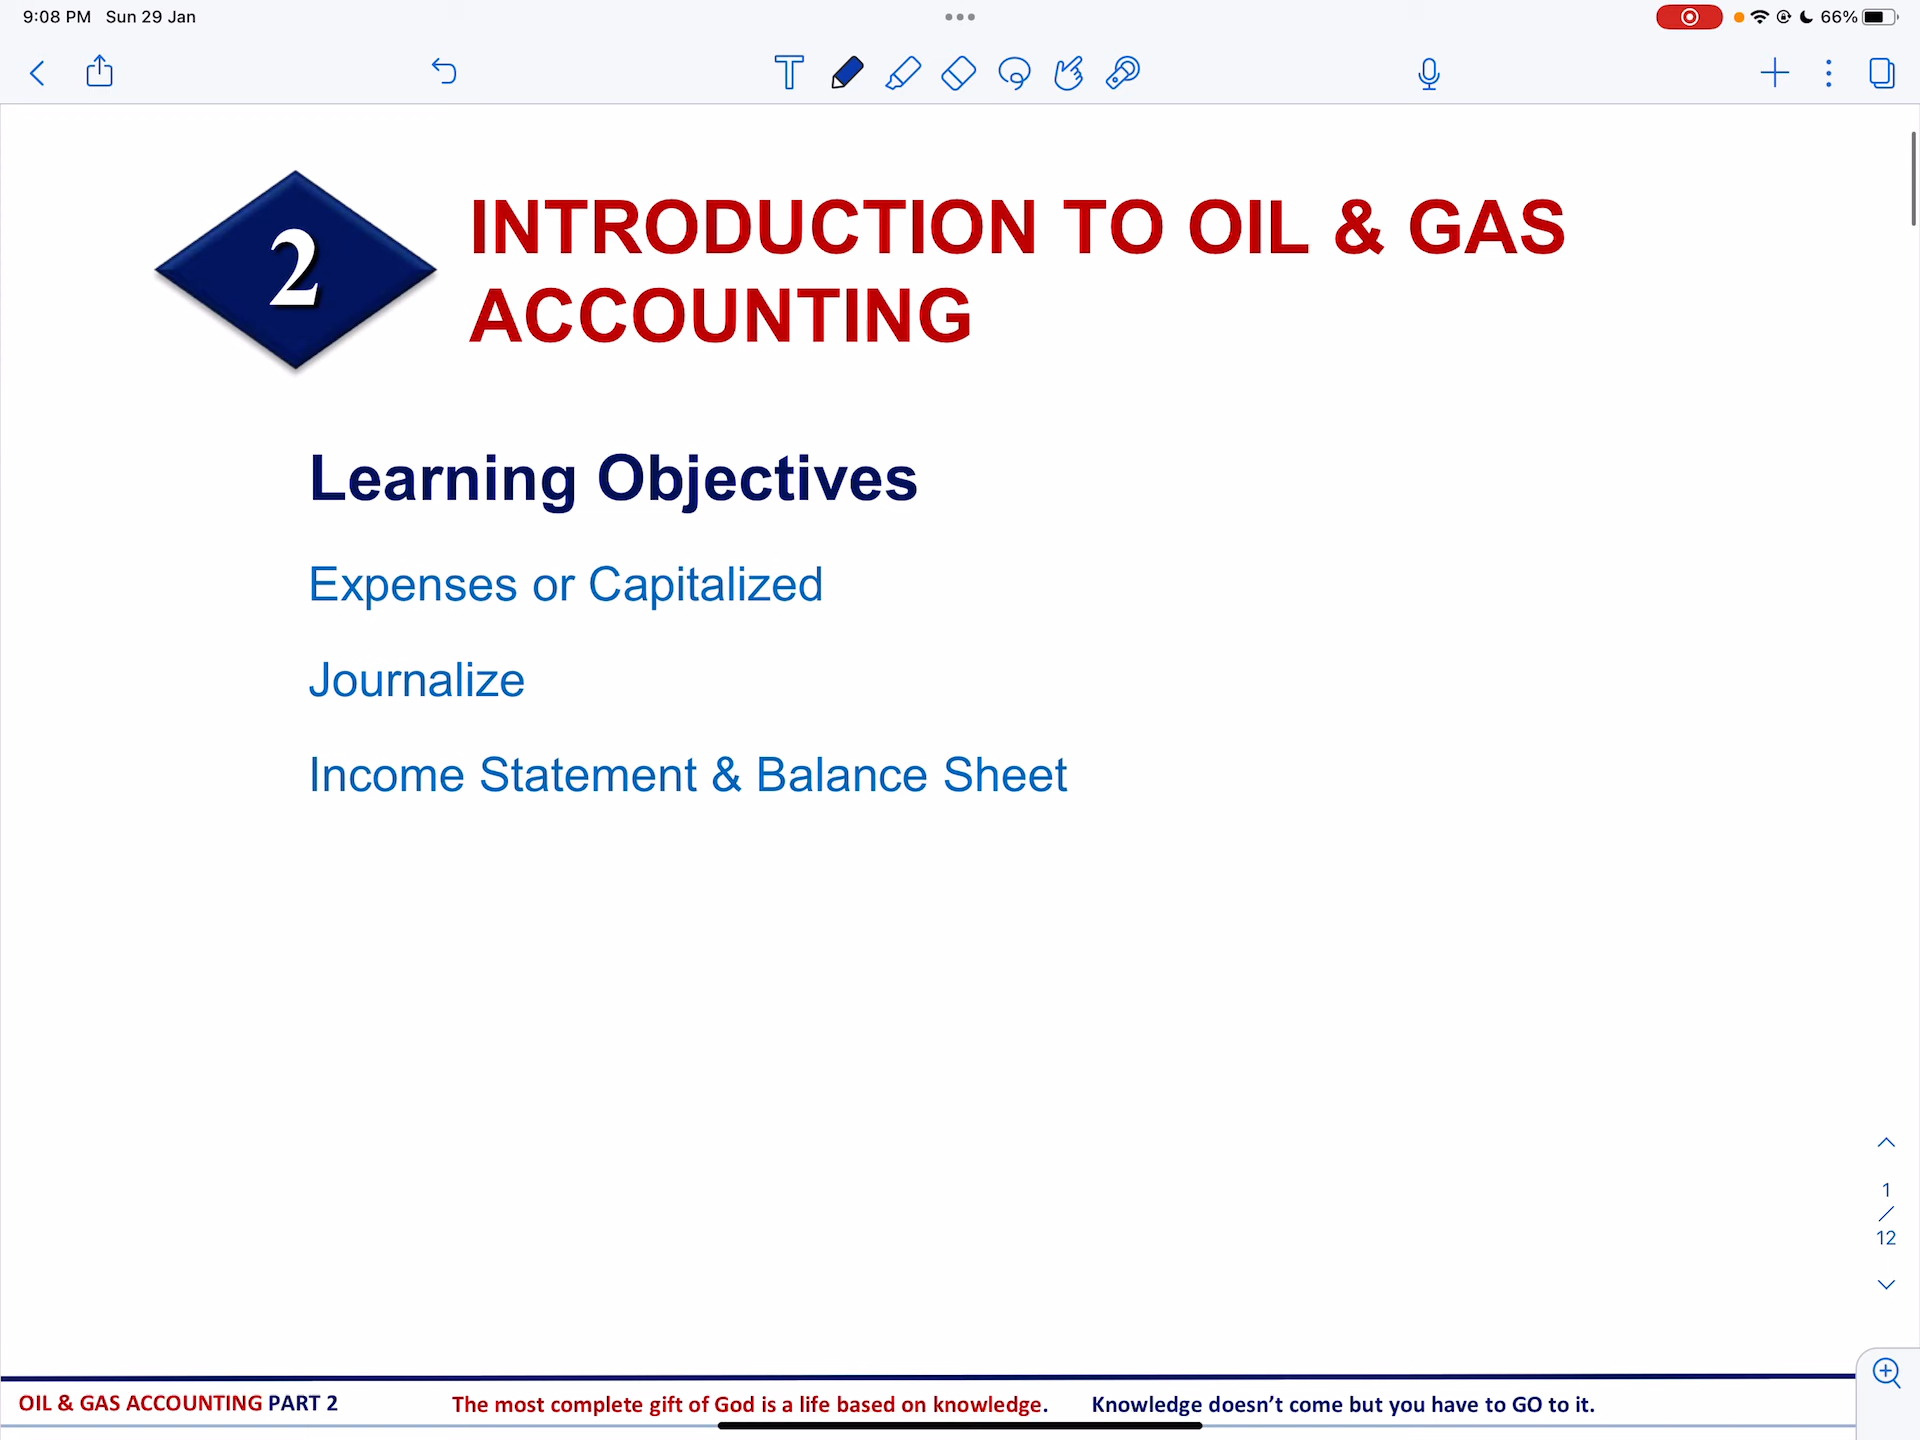 9:08 PM Sun 29 Jan
66%
2
INTRODUCTION TO OIL & GAS
ACCOUNTING
Learning Objectives
Expenses or Capitalized
Journalize
Income Statement & Balance Sheet
1
/
12
OIL & GAS ACCOUNTING PART 2 The most complete gift of God is a life based on knowledge. Knowledge doesn’t come but you have to GO to it.